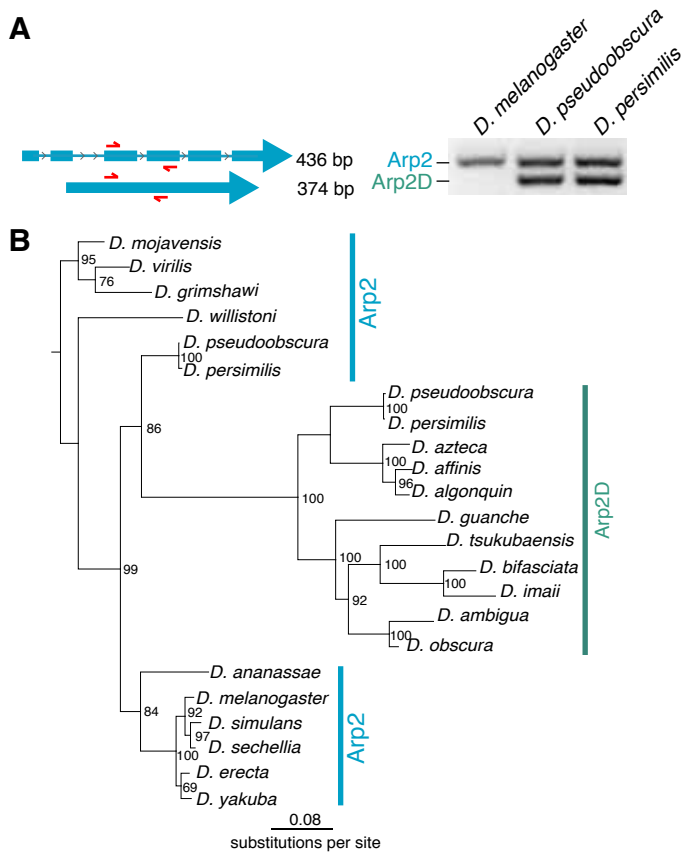 A
D. melanogaster
D. pseudoobscura
D. persimilis
436 bp
374 bp
Arp2
Arp2D
B
D. mojavensis
95
D. virilis
76
D. grimshawi
D. willistoni
D. pseudoobscura
100
D. persimilis
Arp2
86
D. pseudoobscura
100
D. persimilis
D. azteca
100
D. affinis
96
D. algonquin
100
D. guanche
100
D. tsukubaensis
100
D. bifasciata
100
D. imaii
92
D. ambigua
100
D. obscura
Arp2D
99
D. ananassae
84
D. melanogaster
92
D. simulans
97
D. sechellia
100
D. erecta
69
D. yakuba
Arp2
0.08
substitutions per site